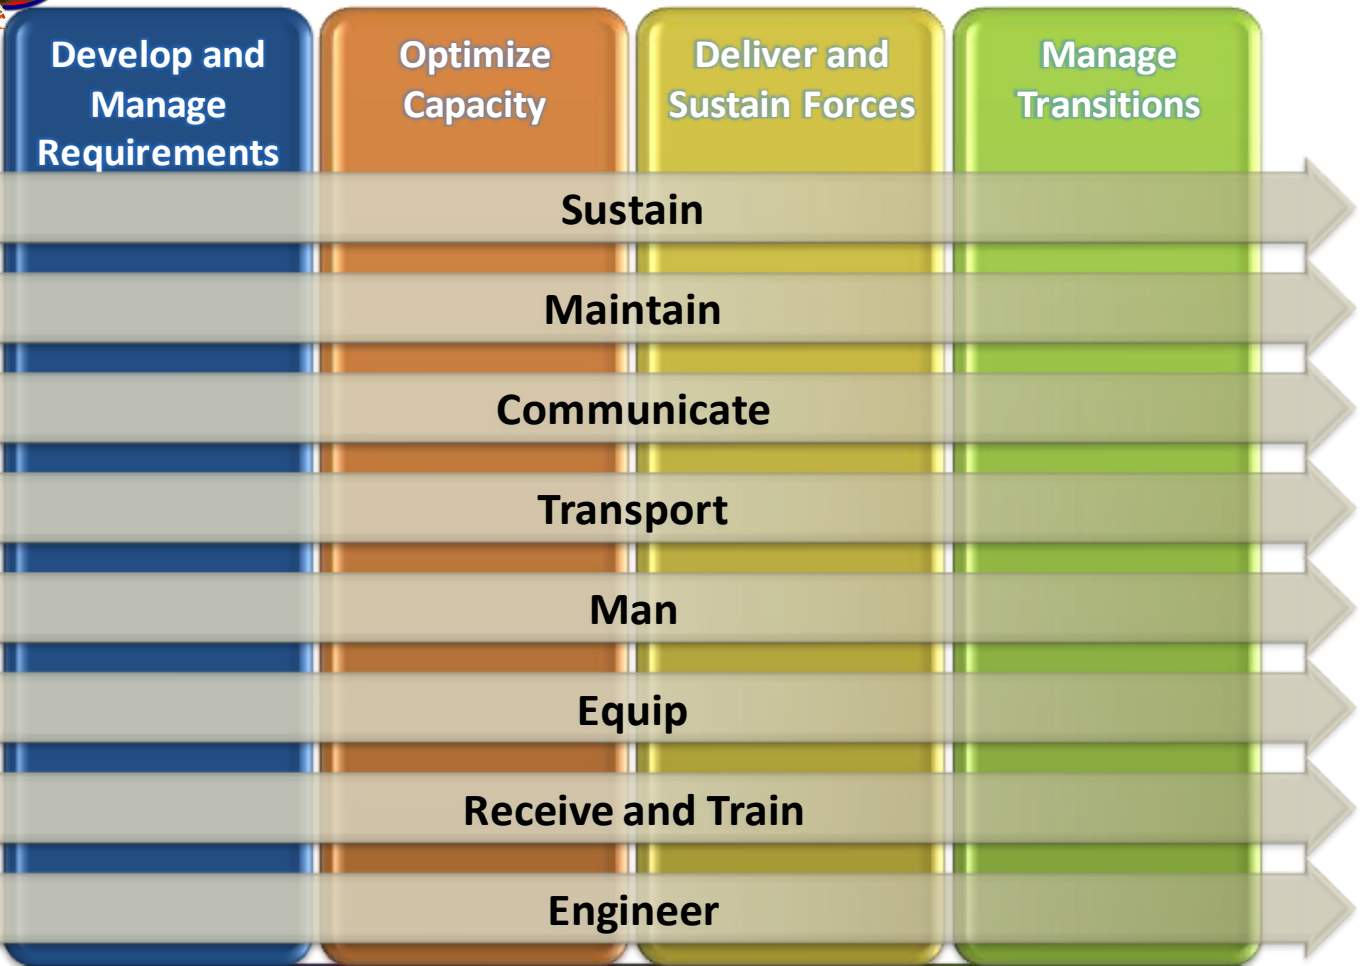 Develop and
Manage
Requirements
Optimize
Capacity
Deliver and
Sustain Forces
Manage
Transitions
Sustain
Maintain
Communicate
Transport
Man
Equip
Receive and Train
Engineer